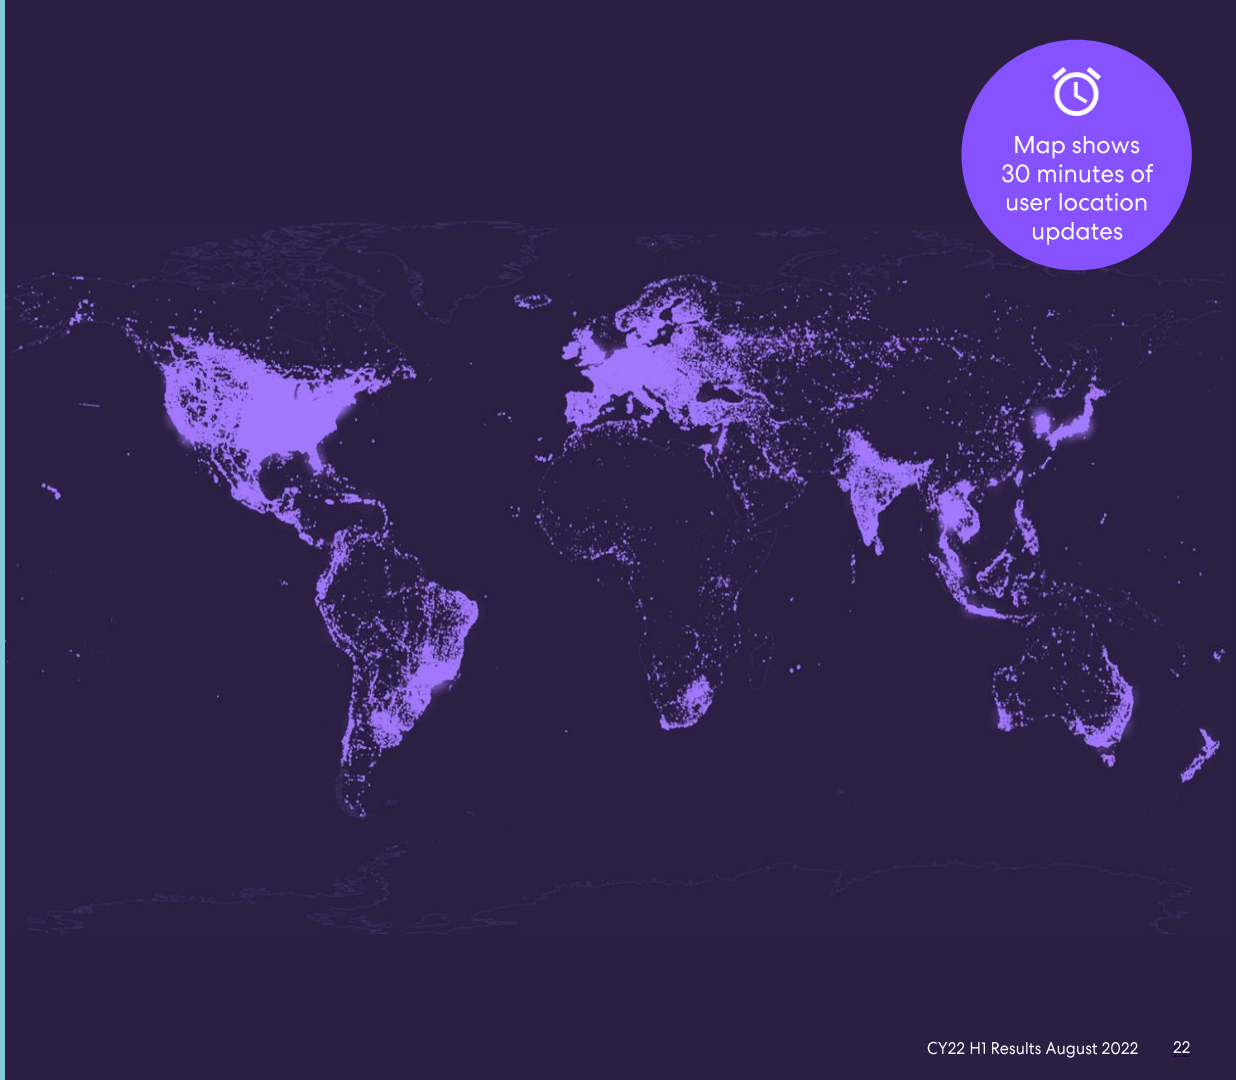 Map shows
30 minutes of
user location
updates
CY22 H1 Results August 2022 22